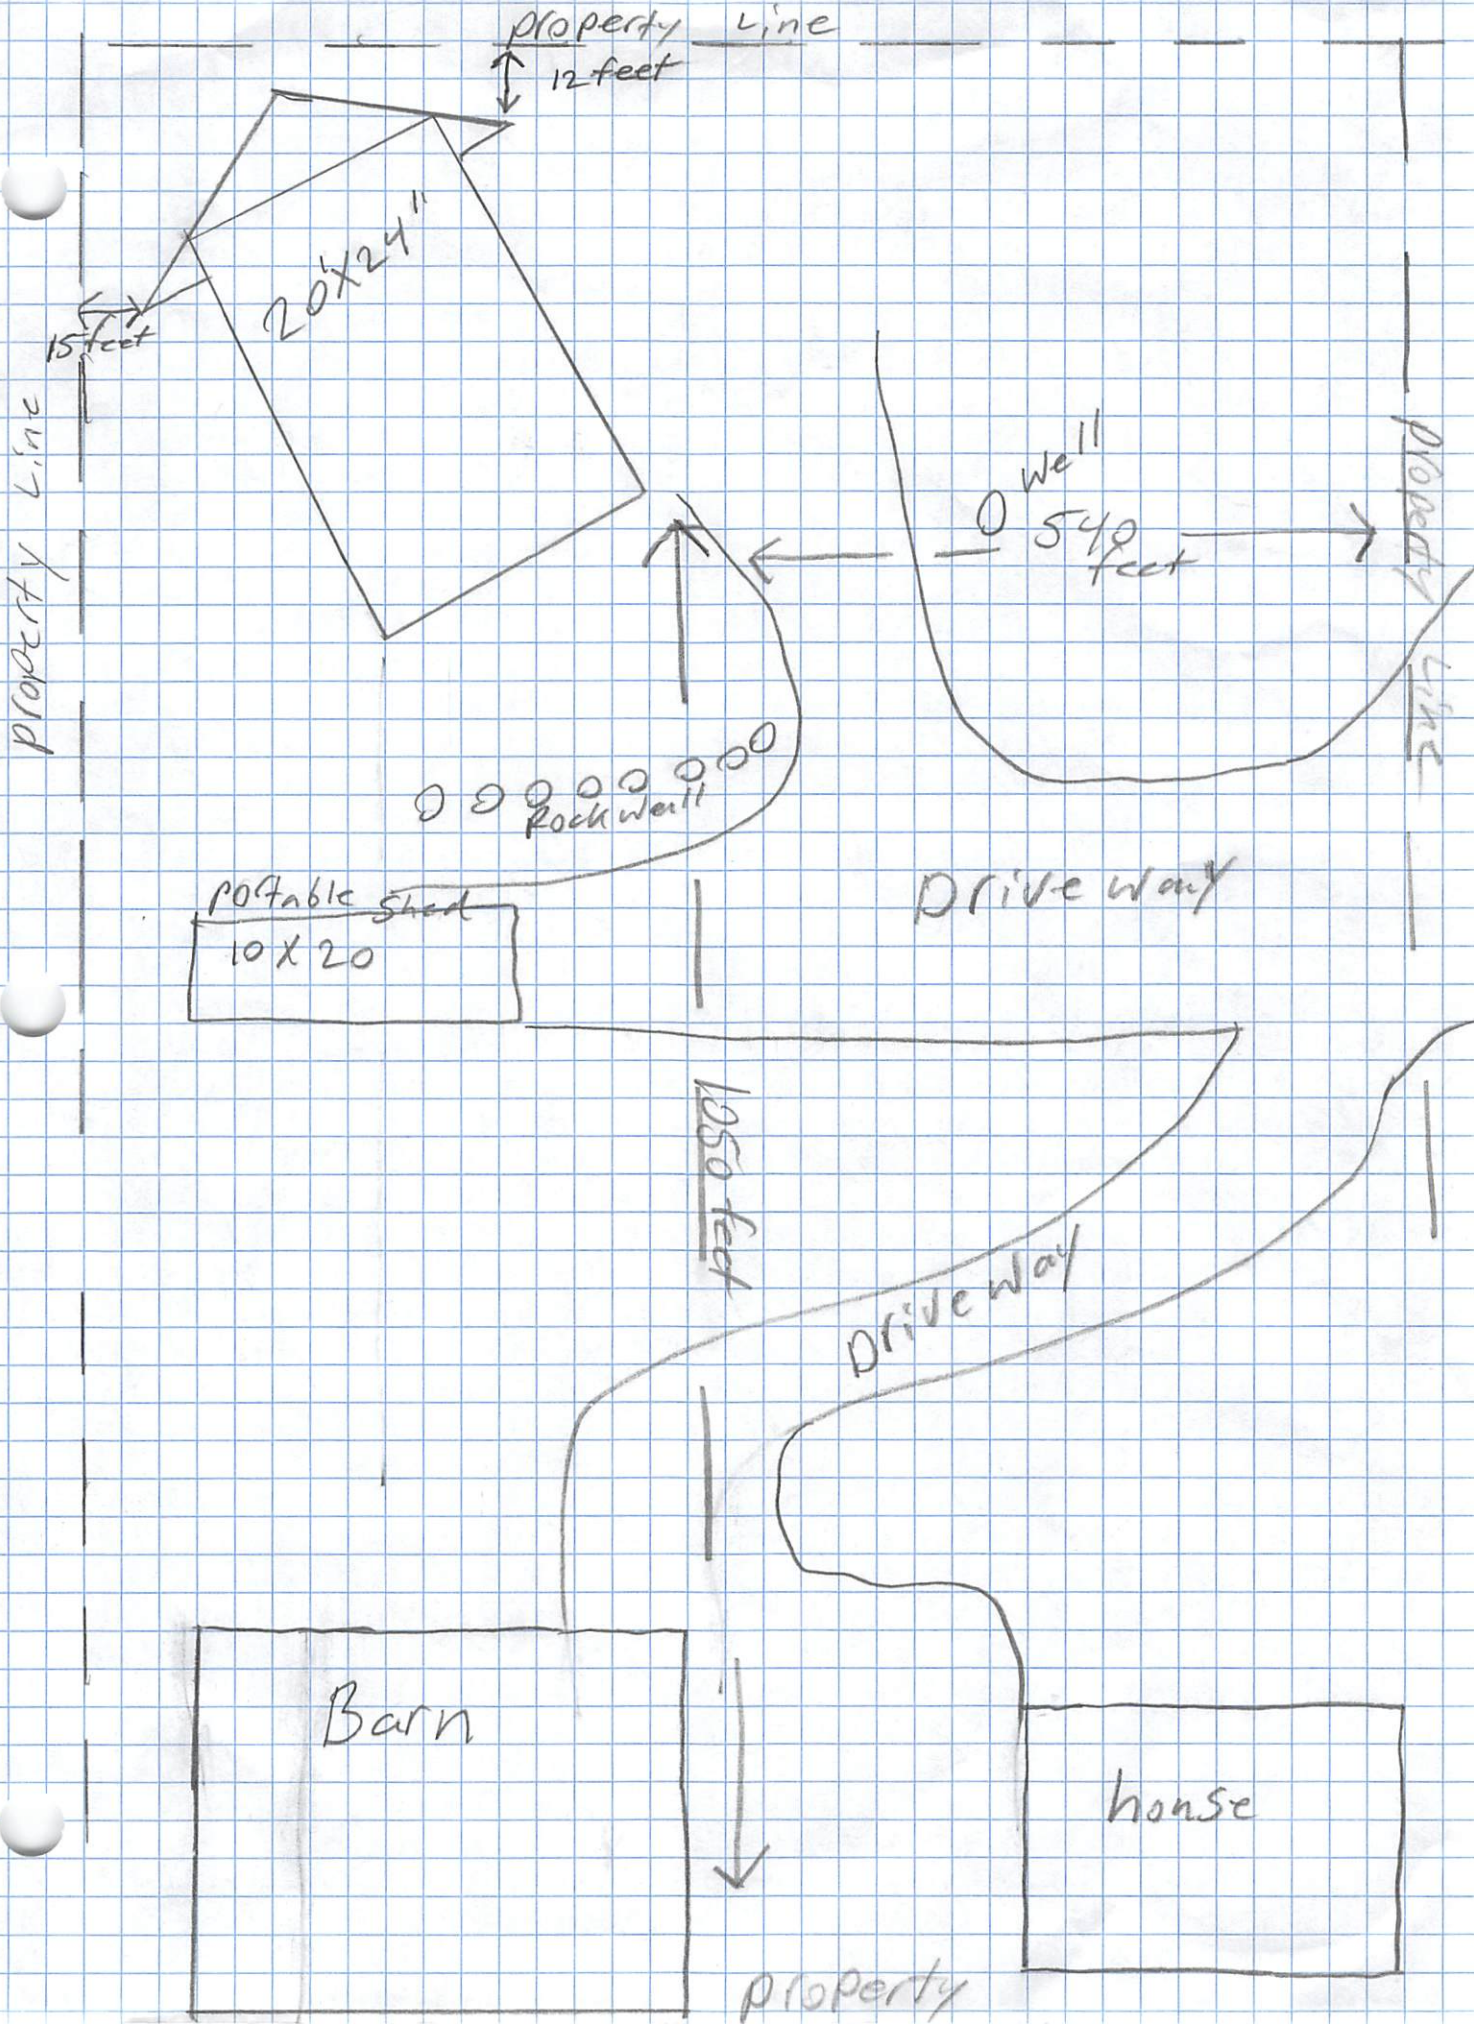 property Line
12 feet
20'X24"
15 feet
property Line
Well
540
feet
property Line
Rock wall
Drive way
portable shed
10 X 20
1050 feet
Drive way
Barn
house
property